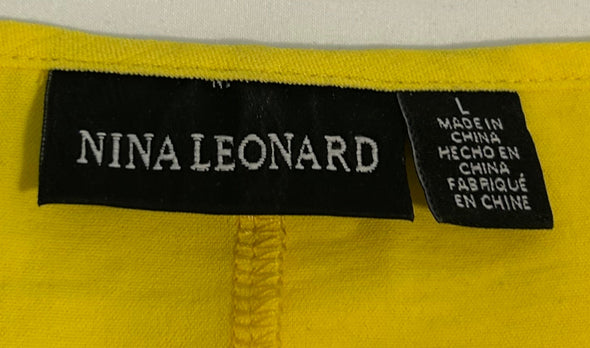 NINA LEONARD
L
MADE IN
CHINA
HECHO EN
CHINA
FABRIQUÉ
EN CHINE